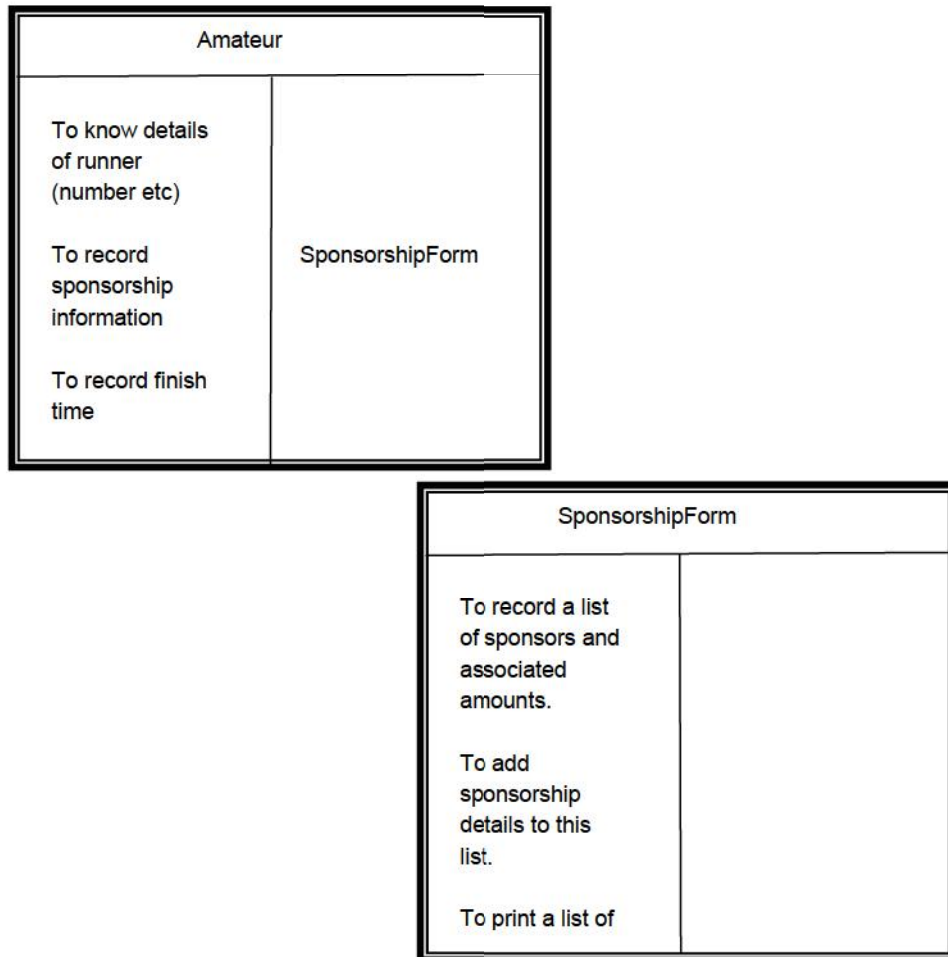 Amateur
To know details
of runner
(number etc)
To record
sponsorship
information
To record finish
time
SponsorshipForm
SponsorshipForm
To record a list
of sponsors and
associated
amounts.
To add
sponsorship
details to this
list.
To print a list of